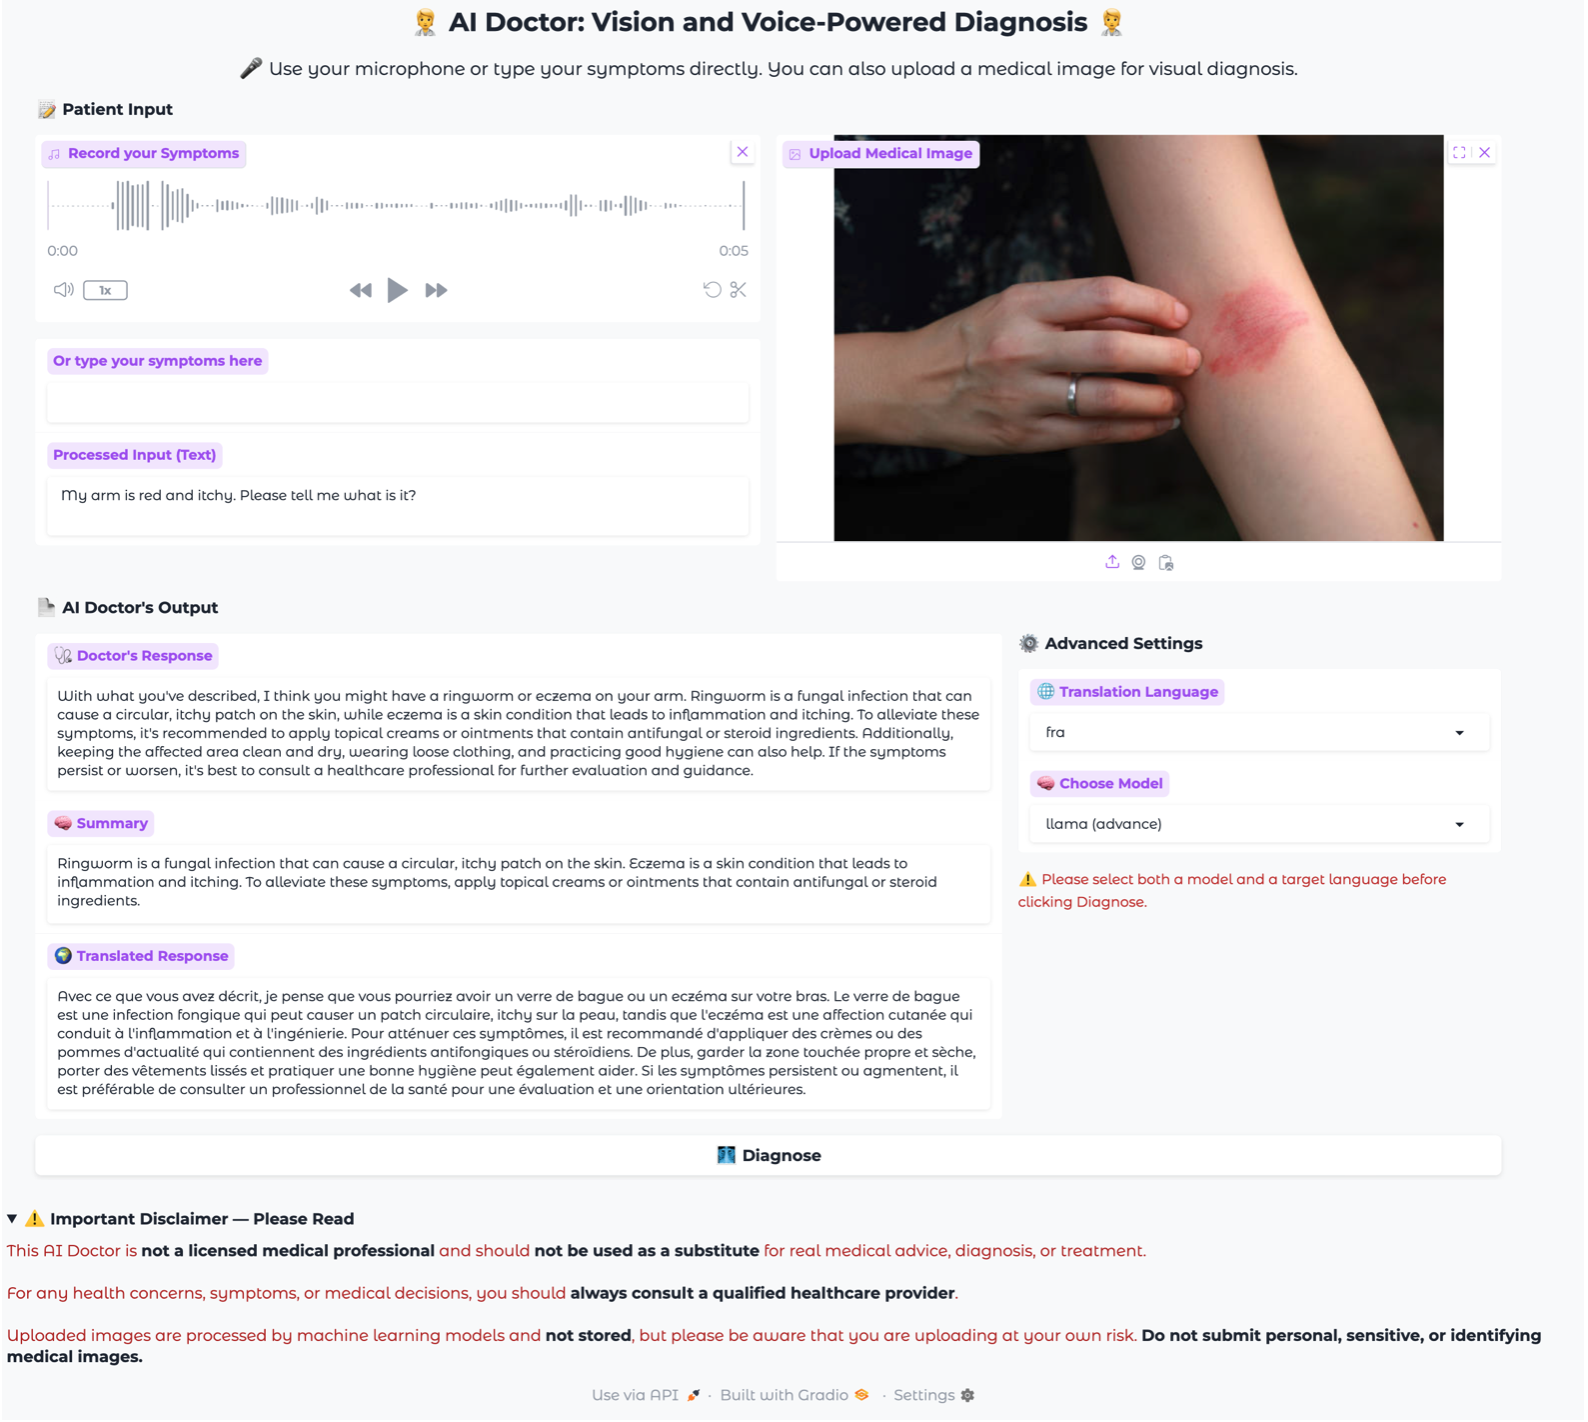 AI Doctor: Vision and Voice-Powered Diagnosis
Use your microphone or type your symptoms directly. You can also upload a medical image for visual diagnosis.
Patient Input
Record your Symptoms
0:00
0:05
1x
Upload Medical Image
Or type your symptoms here
Processed Input (Text)
My arm is red and itchy. Please tell me what is it?
AI Doctor's Output
Doctor's Response
With what you've described, I think you might have a ringworm or eczema on your arm. Ringworm is a fungal infection that can
cause a circular, itchy patch on the skin, while eczema is a skin condition that leads to inflammation and itching. To alleviate these
symptoms, it's recommended to apply topical creams or ointments that contain antifungal or steroid ingredients. Additionally,
keeping the affected area clean and dry, wearing loose clothing, and practicing good hygiene can also help. If the symptoms
persist or worsen, it's best to consult a healthcare professional for further evaluation and guidance.
Summary
Ringworm is a fungal infection that can cause a circular, itchy patch on the skin. Eczema is a skin condition that leads to
inflammation and itching. To alleviate these symptoms, apply topical creams or ointments that contain antifungal or steroid
ingredients.
Translated Response
Avec ce que vous avez décrit, je pense que vous pourriez avoir un verre de bague ou un eczéma sur votre bras. Le verre de bague
est une infection fongique qui peut causer un patch circulaire, itchy sur la peau, tandis que l'eczéma est une affection cutanée qui
conduit à l'inflammation et à l'ingénierie. Pour atténuer ces symptômes, il est recommandé d'appliquer des crèmes ou des
pommes d'actualité qui contiennent des ingrédients antifongiques ou stéroïdiens. De plus, garder la zone touchée propre et sèche,
porter des vêtements lissés et pratiquer une bonne hygiène peut également aider. Si les symptômes persistent ou agmentent, il
est préférable de consulter un professionnel de la santé pour une évaluation et une orientation ultérieures.
Advanced Settings
Translation Language
fra
Choose Model
llama (advance)
Please select both a model and a target language before
clicking Diagnose.
Diagnose
Important Disclaimer — Please Read
This AI Doctor is not a licensed medical professional and should not be used as a substitute for real medical advice, diagnosis, or treatment.
For any health concerns, symptoms, or medical decisions, you should always consult a qualified healthcare provider.
Uploaded images are processed by machine learning models and not stored, but please be aware that you are uploading at your own risk. Do not submit personal, sensitive, or identifying
medical images.
Use via API · Built with Gradio · Settings